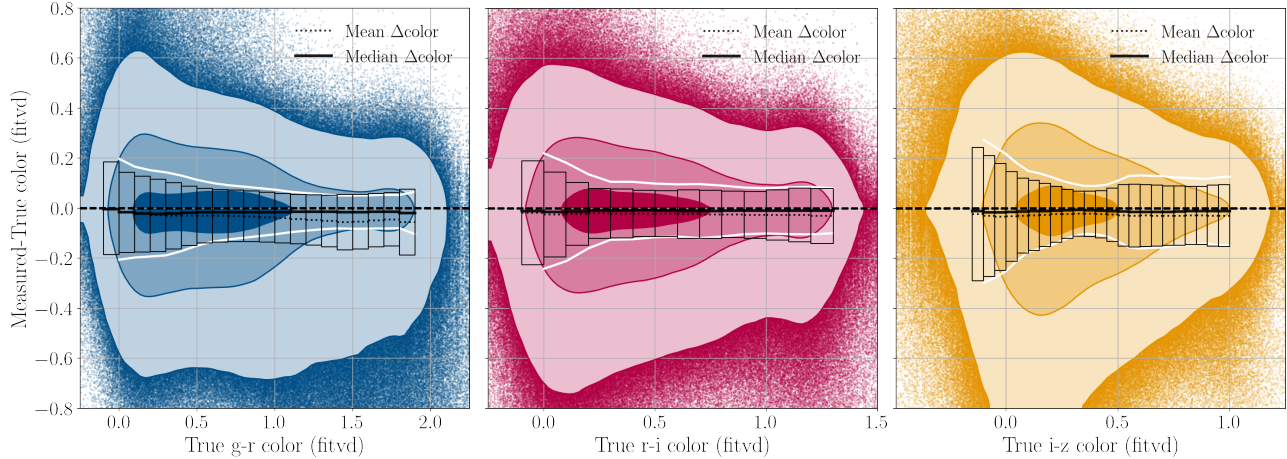 Measured-True color (fitvd)
0.8
0.6
0.4
0.2
0.0
−0.2
−0.4
−0.6
−0.8
Mean Δcolor
Median Δcolor
0.0 0.5 1.0 1.5 2.0
True g-r color (fitvd)
Mean Δcolor
Median Δcolor
0.0 0.5 1.0 1.5
True r-i color (fitvd)
Mean Δcolor
Median Δcolor
0.0 0.5 1.0
True i-z color (fitvd)